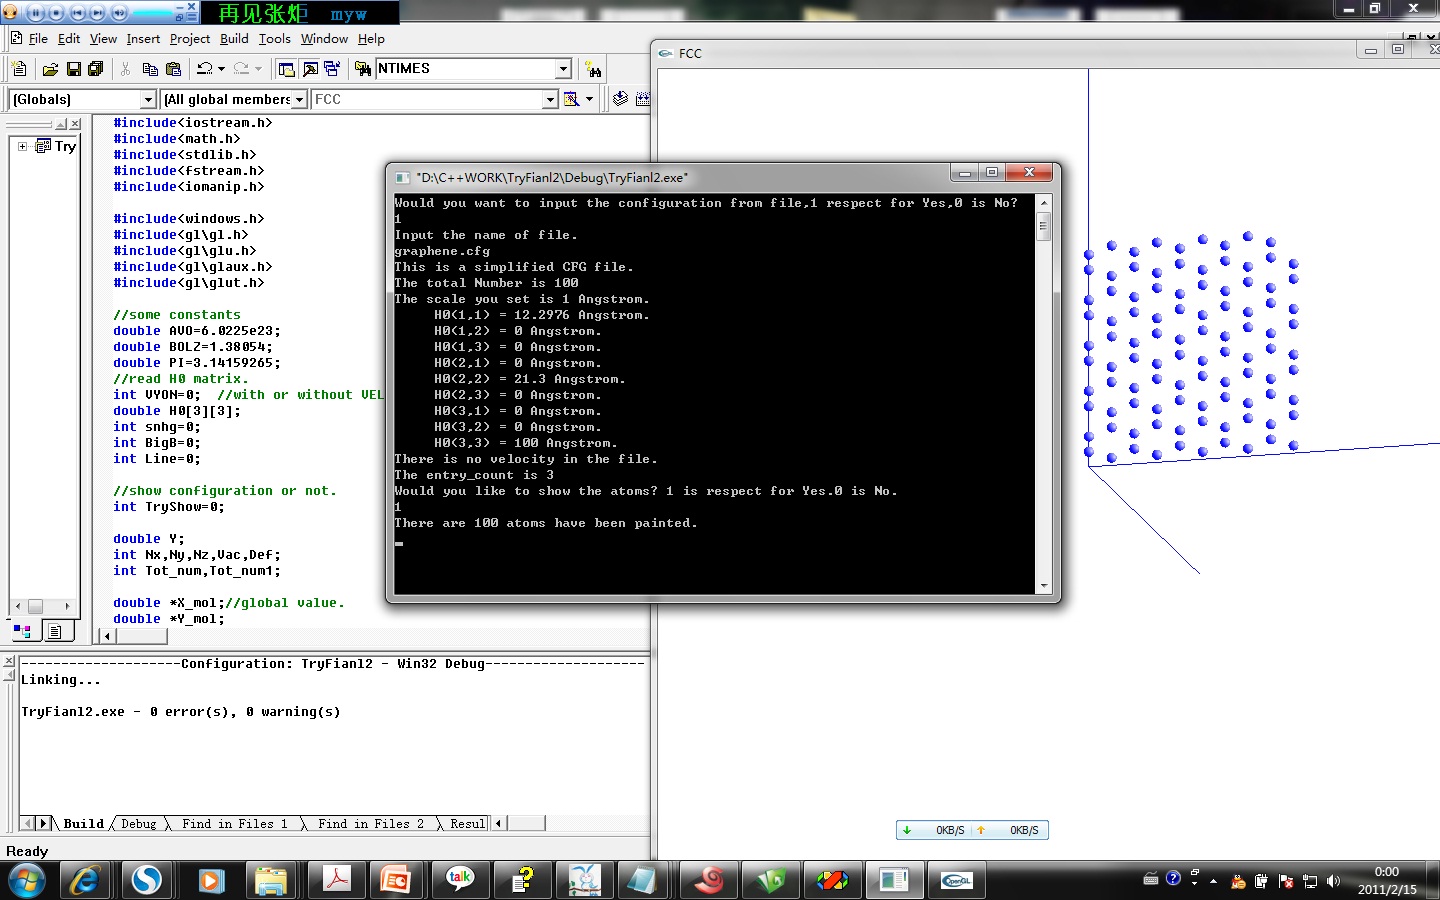 再见张炬 myw
File Edit View Insert Project Build Tools Window Help
NTIMES
(Globals) (All global members FCC
Try
#include<iostream.h>
#include<math.h>
#include<stdlib.h>
#include<fstream.h>
#include<iomanip.h>
#include<windows.h>
#include<gl\gl.h>
#include<gl\glu.h>
#include<gl\glaux.h>
#include<gl\glut.h>
//some constants
double AVO=6.0225e23;
double BOLZ=1.38054;
double PI=3.14159265;
//read H0 matrix.
int VYON=0; //with or without VEL
double H0[3][3];
int snhg=0;
int BigB=0;
int Line=0;
//show configuration or not.
int TryShow=0;
double Y;
int Nx,Ny,Nz,Vac,Def;
int Tot_num,Tot_num1;
double *X_mol;//global value.
double *Y_mol;
FCC
"D:\C++WORK\TryFianl2\Debug\TryFianl2.exe"
Would you want to input the configuration from file,1 respect for Yes,0 is No?
1
Input the name of file.
graphene.cfg
This is a simplified CFG file.
The total Number is 100
The scale you set is 1 Angstrom.
H0(1,1) = 12.2976 Angstrom.
H0(1,2) = 0 Angstrom.
H0(1,3) = 0 Angstrom.
H0(2,1) = 0 Angstrom.
H0(2,2) = 21.3 Angstrom.
H0(2,3) = 0 Angstrom.
H0(3,1) = 0 Angstrom.
H0(3,2) = 0 Angstrom.
H0(3,3) = 100 Angstrom.
There is no velocity in the file.
The entry_count is 3
Would you like to show the atoms? 1 is respect for Yes.0 is No.
1
There are 100 atoms have been painted.
--------------------Configuration: TryFianl2 - Win32 Debug--------------------
Linking...
TryFianl2.exe - 0 error(s), 0 warning(s)
Build Debug Find in Files 1 Find in Files 2 Resul
0KB/S 0KB/S
Ready
talk
OpenGL
0:00
2011/2/15